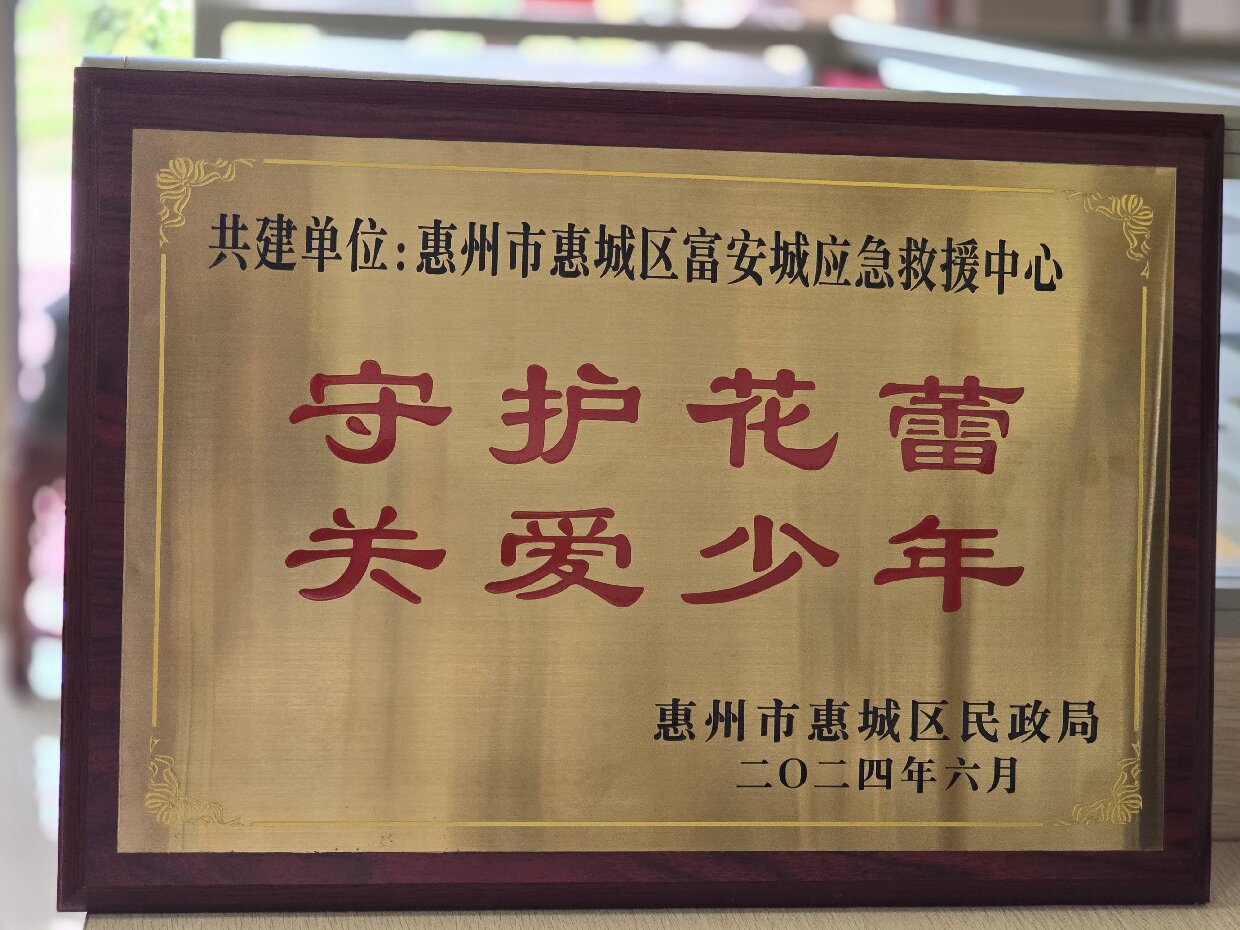 共建单位:惠州市惠城区富安城应急救援中心
守护花蕾
关爱少年
惠州市惠城区民政局
二〇二四年六月